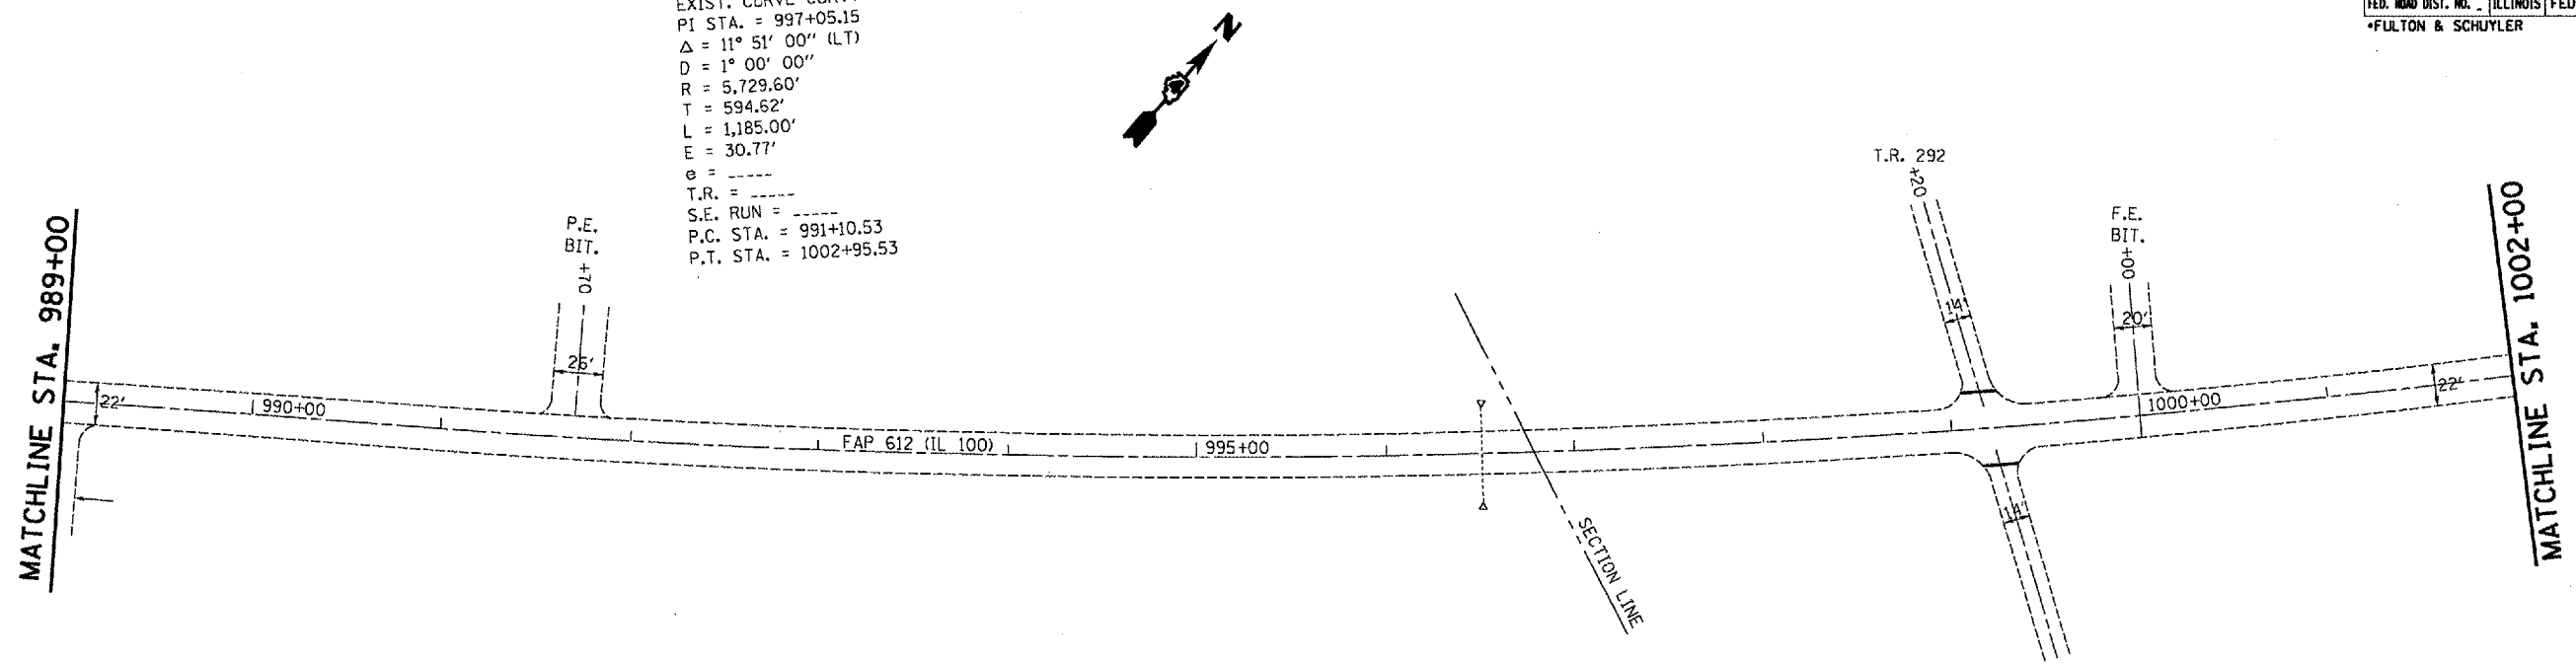 PI STA. = 997+05.15
Δ = 11° 51' 00" (LT)
D = 1° 00' 00"
R = 5,729.60'
T = 594.62'
L = 1,185.00'
E = 30.77'
e = -----
T.R. = -----
S.E. RUN = -----
P.C. STA. = 991+10.53
P.T. STA. = 1002+95.53
N
FED. ROAD DIST. NO. _ ILLINOIS FED
*FULTON & SCHUYLER
MATCHLINE STA. 989+00
P.E.
BIT.
+70
26'
22'
990+00
FAP 612 (IL 100)
995+00
SECTION LINE
T.R. 292
+20
14'
14'
F.E.
BIT.
+00
20'
1000+00
22'
MATCHLINE STA. 1002+00